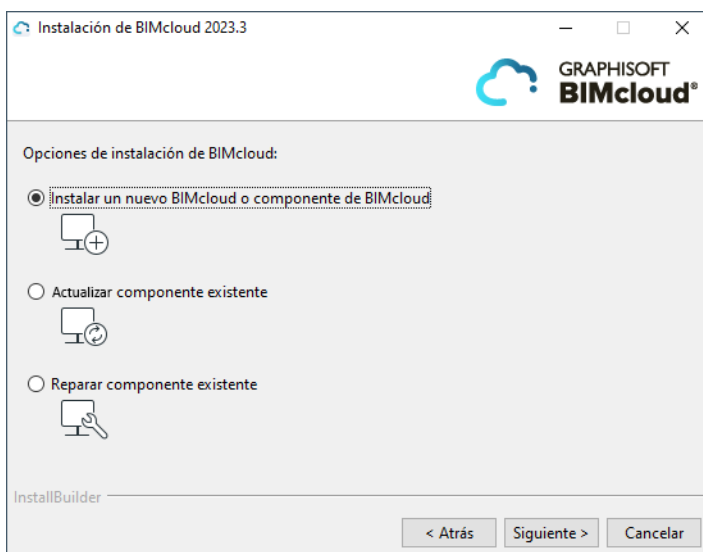 Instalación de BIMcloud 2023.3
GRAPHISOFT
BIMcloud®
Opciones de instalación de BIMcloud:
Instalar un nuevo BIMcloud o componente de BIMcloud
Actualizar componente existente
Reparar componente existente
InstallBuilder
< Atrás Siguiente > Cancelar